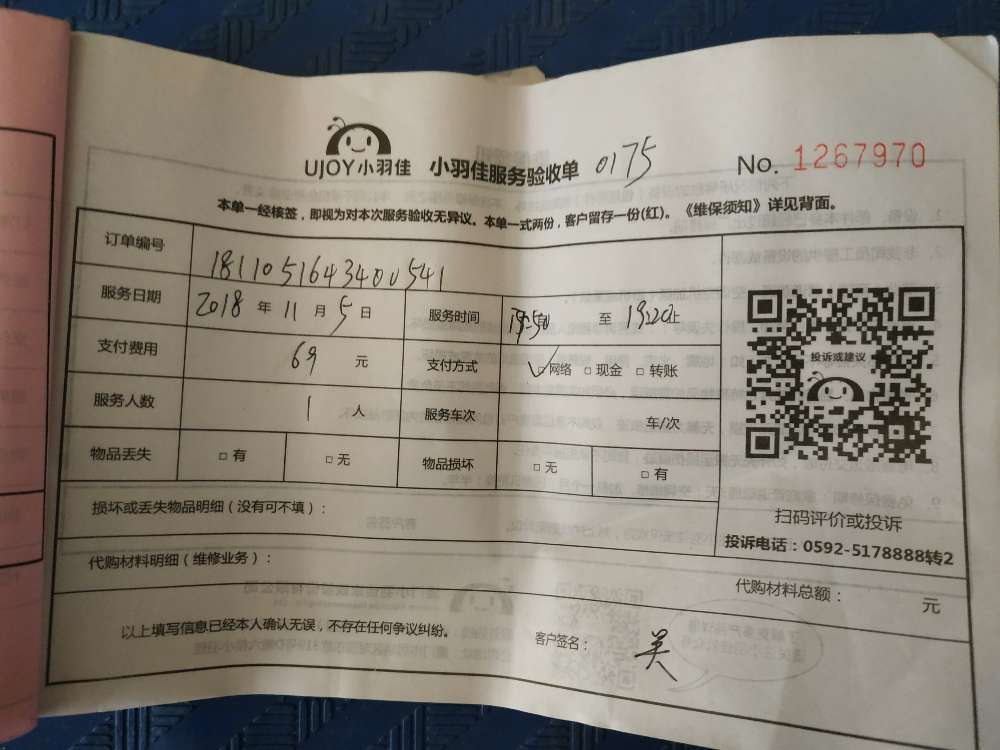 UJOY小羽佳 小羽佳服务验收单 0175 No. 1267970
本单一经核签，即视为对本次服务验收无异议。本单一式两份，客户留存一份(红)。《维保须知》详见背面。
订单编号 1811051643400541
服务日期 2018 年 11 月 5 日 服务时间 至 19:20止
支付费用 69 元 支付方式 ✓□网络 □现金 □转账
投诉或建议
服务人数 1 人 服务车次 车/次
物品丢失 □有 □无 物品损坏 □无 □有
损坏或丢失物品明细（没有可不填）：
扫码评价或投诉
投诉电话：0592-5178888转2
代购材料明细（维修业务）：
代购材料总额： 元
以上填写信息已经本人确认无误，不存在任何争议纠纷。 客户签名：